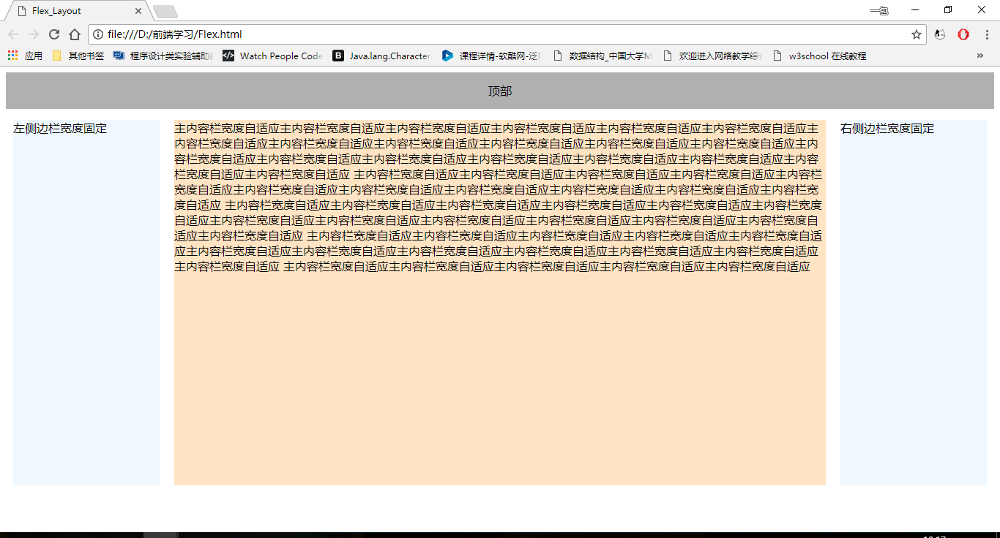 Flex_Layout
一包
file:///D:/前端学习/Flex.html
应用 其他书签 程序设计类实验辅助 Watch People Code Java.lang.Character. 课程详情-软酷网-泛 数据结构_中国大学M 欢迎进入网络教学综 w3school 在线教程 »
顶部
左侧边栏宽度固定
主内容栏宽度自适应主内容栏宽度自适应主内容栏宽度自适应主内容栏宽度自适应主内容栏宽度自适应主内容栏宽度自适应主
内容栏宽度自适应主内容栏宽度自适应主内容栏宽度自适应主内容栏宽度自适应主内容栏宽度自适应主内容栏宽度自适应主内
容栏宽度自适应主内容栏宽度自适应主内容栏宽度自适应主内容栏宽度自适应主内容栏宽度自适应主内容栏宽度自适应主内容
栏宽度自适应主内容栏宽度自适应 主内容栏宽度自适应主内容栏宽度自适应主内容栏宽度自适应主内容栏宽度自适应主内容栏
宽度自适应主内容栏宽度自适应主内容栏宽度自适应主内容栏宽度自适应主内容栏宽度自适应主内容栏宽度自适应主内容栏宽
度自适应 主内容栏宽度自适应主内容栏宽度自适应主内容栏宽度自适应主内容栏宽度自适应主内容栏宽度自适应主内容栏宽度
自适应主内容栏宽度自适应主内容栏宽度自适应主内容栏宽度自适应主内容栏宽度自适应主内容栏宽度自适应主内容栏宽度自
适应主内容栏宽度自适应 主内容栏宽度自适应主内容栏宽度自适应主内容栏宽度自适应主内容栏宽度自适应主内容栏宽度自适
应主内容栏宽度自适应主内容栏宽度自适应主内容栏宽度自适应主内容栏宽度自适应主内容栏宽度自适应主内容栏宽度自适应
主内容栏宽度自适应 主内容栏宽度自适应主内容栏宽度自适应主内容栏宽度自适应主内容栏宽度自适应主内容栏宽度自适应
右侧边栏宽度固定